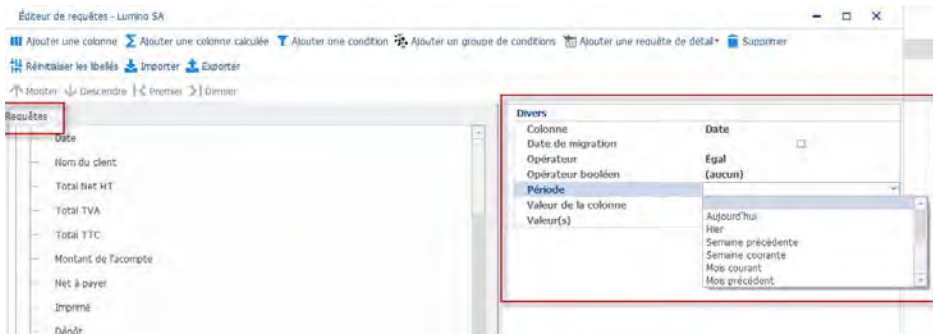 Éditeur de requêtes - Lumino SA
Ajouter une colonne Ajouter une colonne calculée Ajouter une condition Ajouter un groupe de conditions Ajouter une requête de détail Supprimer
Réinitialiser les libellés Importer Exporter
Monter Descendre Premier Dernier
Requêtes
Date
Nom du client
Total Net HT
Total TVA
Total TTC
Montant de l'acompte
Net à payer
Imprimé
Dépôt
Divers
Colonne Date
Date de migration
Opérateur Égal
Opérateur booléen (aucun)
Période
Valeur de la colonne
Valeur(s)
Aujourd'hui
Hier
Semaine précédente
Semaine courante
Mois courant
Mois précédent